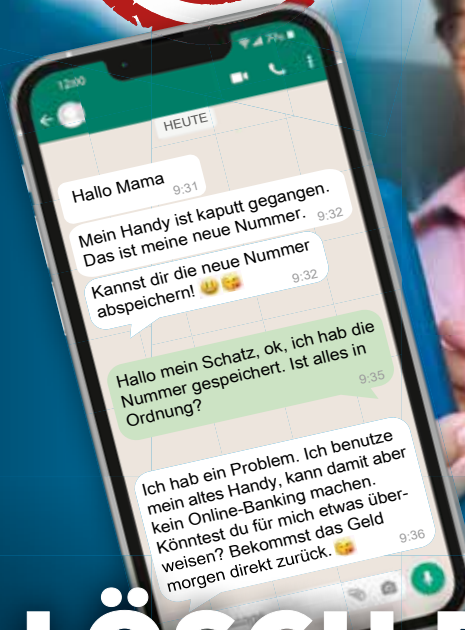 12:00
77%
HEUTE
Hallo Mama
9:31
Mein Handy ist kaputt gegangen.
Das ist meine neue Nummer.
9:32
Kannst dir die neue Nummer
abspeichern! 😃😘
9:32
Hallo mein Schatz, ok, ich hab die
Nummer gespeichert. Ist alles in
Ordnung?
9:35
Ich hab ein Problem. Ich benutze
mein altes Handy, kann damit aber
kein Online-Banking machen.
Könntest du für mich etwas über-
weisen? Bekommst das Geld
morgen direkt zurück. 😘
9:36